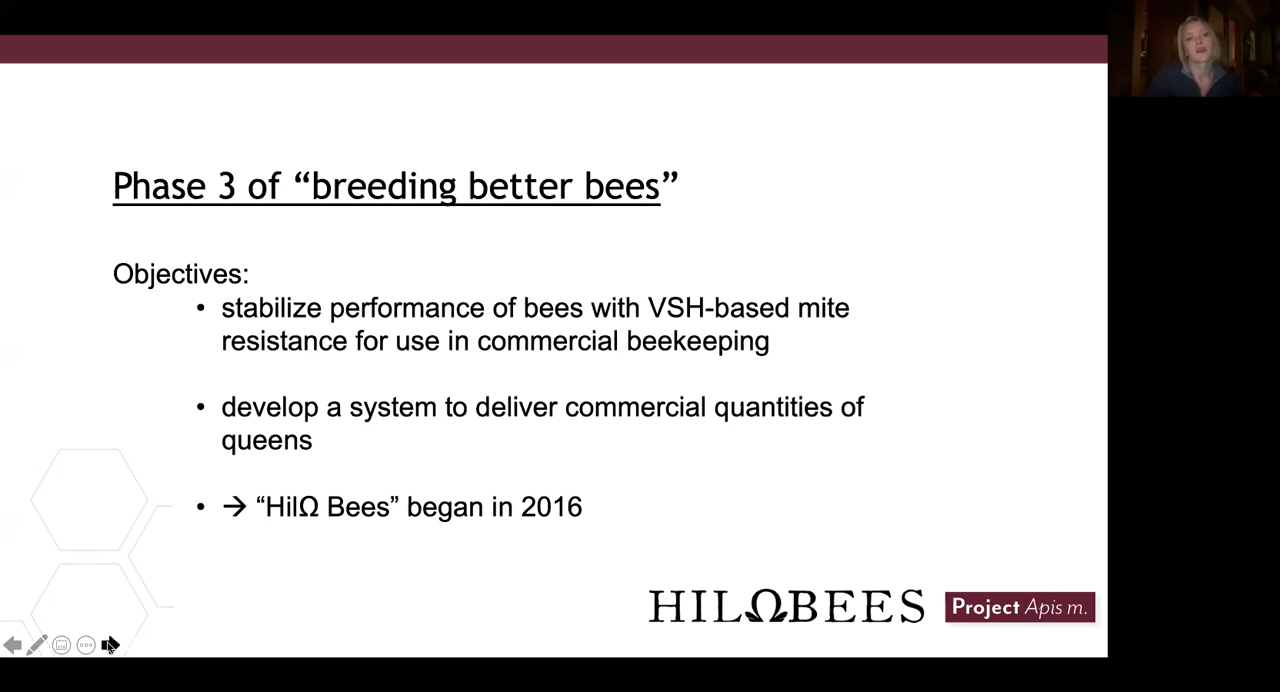 Phase 3 of “breeding better bees”
Objectives:
• stabilize performance of bees with VSH-based mite
resistance for use in commercial beekeeping
• develop a system to deliver commercial quantities of
queens
• → “HilΩ Bees” began in 2016
HILΩBEES
Project Apis m.